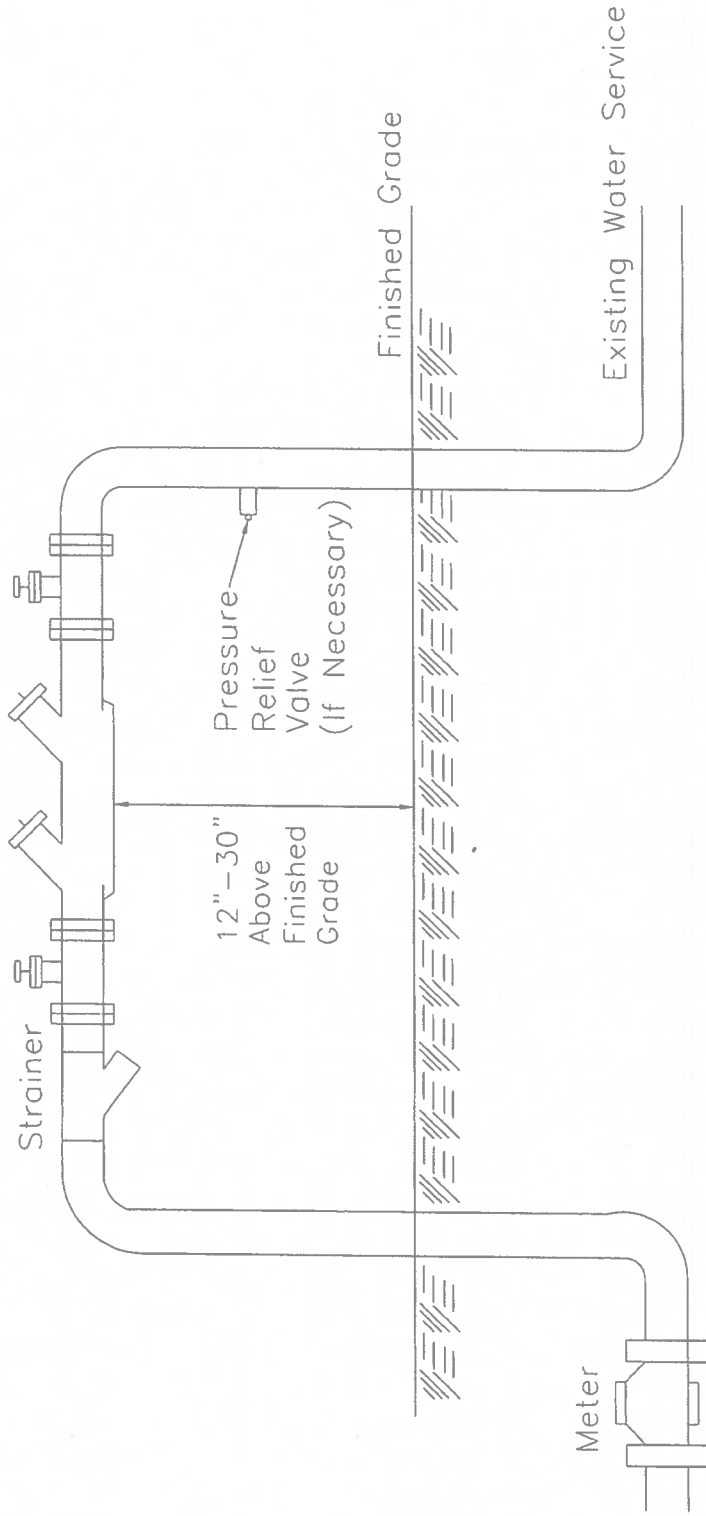 Strainer
12"-30"
Above
Finished
Grade
Pressure
Relief
Valve
(If Necessary)
Finished Grade
Meter
Existing Water Service